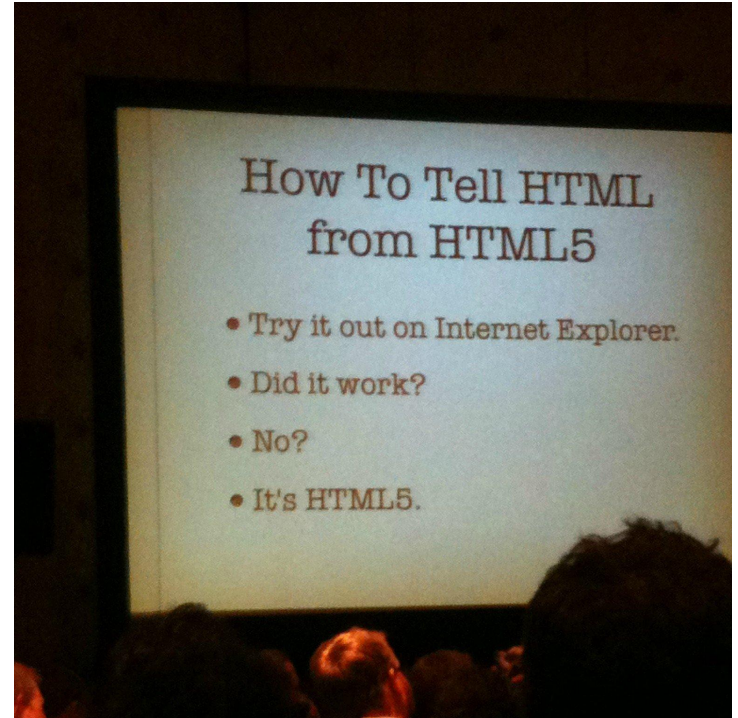 How To Tell HTML
from HTML5
• Try it out on Internet Explorer.
• Did it work?
• No?
• It's HTML5.